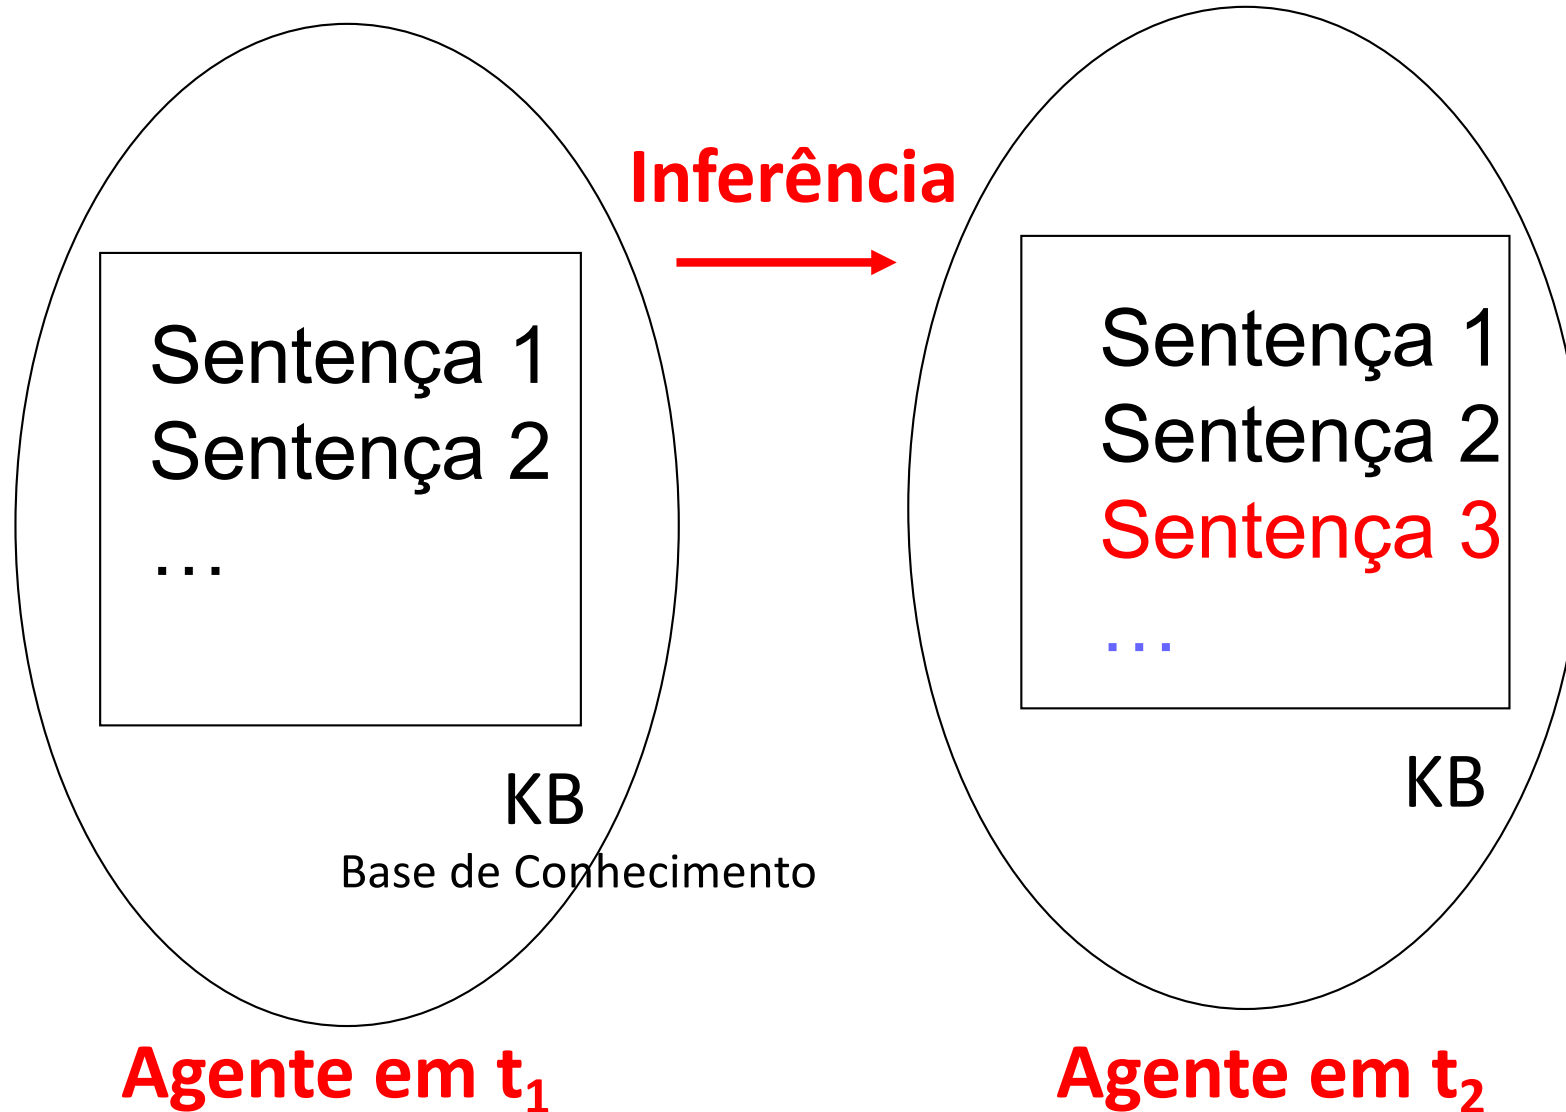 Inferência
Sentença 1
Sentença 2
...
KB
Base de Conhecimento
Agente em t₁
Sentença 1
Sentença 2
Sentença 3
...
KB
Agente em t₂